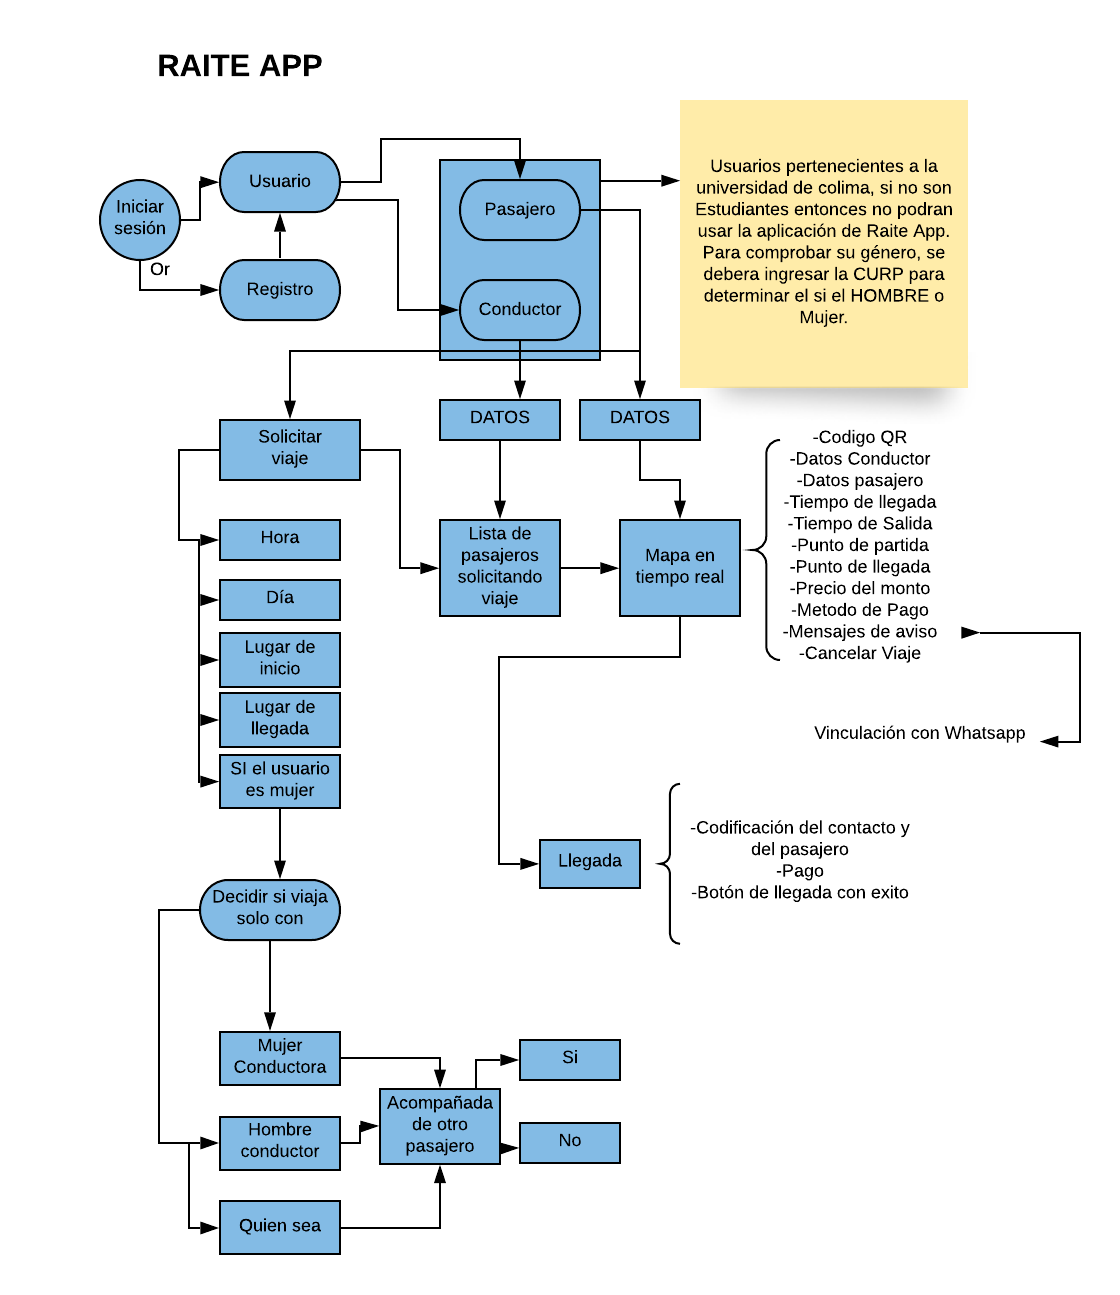 RAITE APP
Iniciar
sesión
Or
Usuario
Registro
Pasajero
Conductor
Usuarios pertenecientes a la
universidad de colima, si no son
Estudiantes entonces no podran
usar la aplicación de Raite App.
Para comprobar su género, se
debera ingresar la CURP para
determinar el si el HOMBRE o
Mujer.
DATOS
DATOS
Solicitar
viaje
Hora
Día
Lugar de
inicio
Lugar de
llegada
SI el usuario
es mujer
Lista de
pasajeros
solicitando
viaje
Mapa en
tiempo real
-Codigo QR
-Datos Conductor
-Datos pasajero
-Tiempo de llegada
-Tiempo de Salida
-Punto de partida
-Punto de llegada
-Precio del monto
-Metodo de Pago
-Mensajes de aviso
-Cancelar Viaje
Vinculación con Whatsapp
Llegada
-Codificación del contacto y
del pasajero
-Pago
-Botón de llegada con exito
Decidir si viaja
solo con
Mujer
Conductora
Hombre
conductor
Quien sea
Acompañada
de otro
pasajero
Si
No